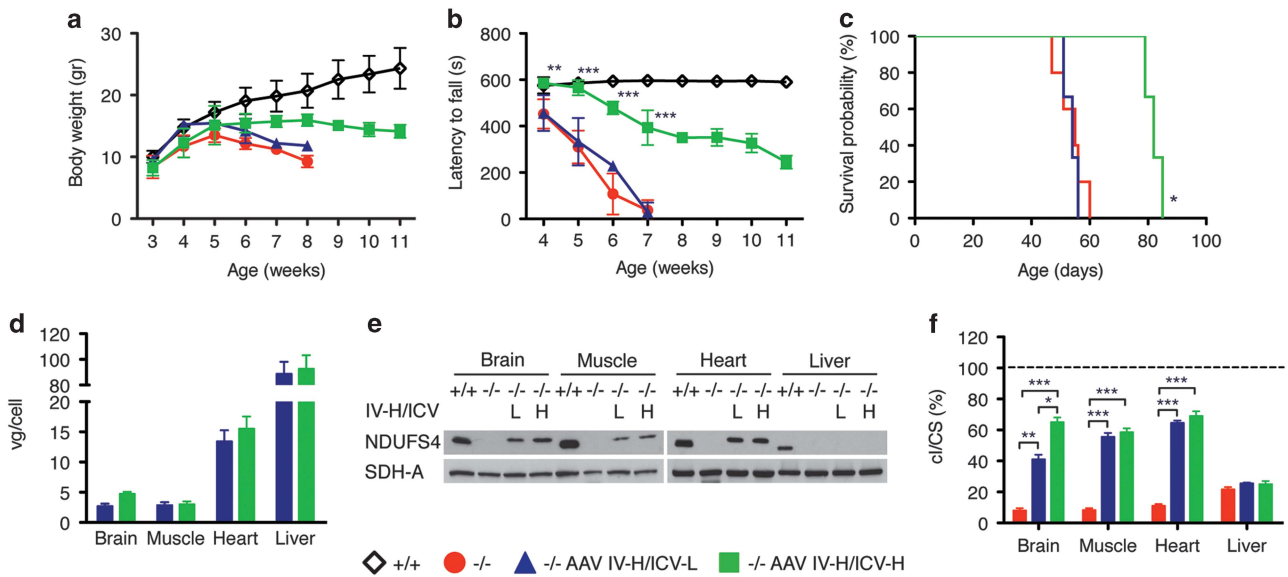 a
30
20
10
0
Body weight (gr)
3 4 5 6 7 8 9 10 11
Age (weeks)
b
800
600
400
200
0
Latency to fall (s)
** *** *** ***
4 5 6 7 8 9 10 11
Age (weeks)
c
100
80
60
40
20
0
Survival probability (%)
*
0 20 40 60 80 100
Age (days)
d
120
100
80
20
15
10
5
0
vg/cell
Brain Muscle Heart Liver
e
Brain Muscle Heart Liver
+/+ -/- -/- -/- +/+ -/- -/- -/- +/+ -/- -/- -/- +/+ -/- -/- -/-
IV-H/ICV L H L H L H L H
NDUFS4
SDH-A
f
120
100
80
60
40
20
0
cI/CS (%)
*** *** ***
* *** ***
**
Brain Muscle Heart Liver
+/+ -/- -/- AAV IV-H/ICV-L -/- AAV IV-H/ICV-H